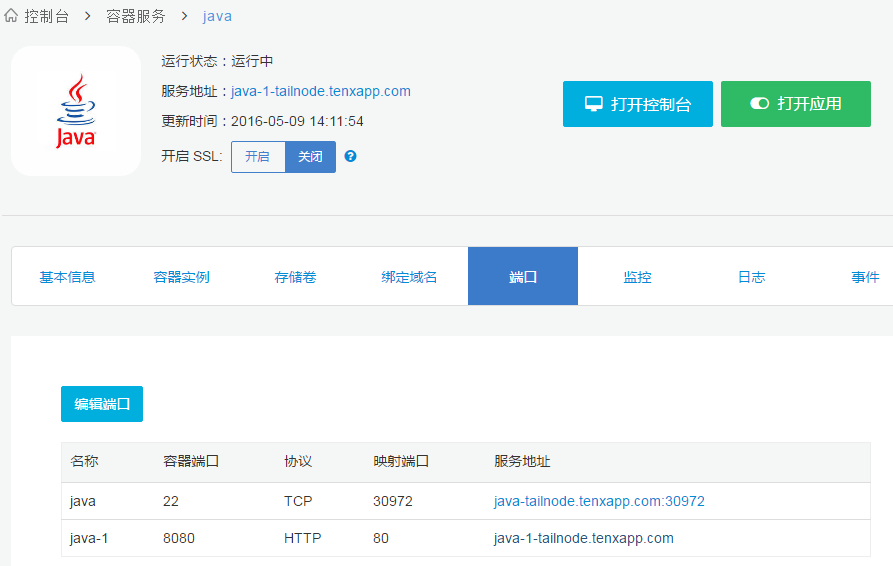 控制台 > 容器服务 > java
运行状态：运行中
服务地址：java-1-tailnode.tenxapp.com
更新时间：2016-05-09 14:11:54
开启 SSL: 开启 关闭
Java
打开控制台 打开应用
基本信息 容器实例 存储卷 绑定域名 端口 监控 日志 事件
编辑端口
名称 容器端口 协议 映射端口 服务地址
java 22 TCP 30972 java-tailnode.tenxapp.com:30972
java-1 8080 HTTP 80 java-1-tailnode.tenxapp.com